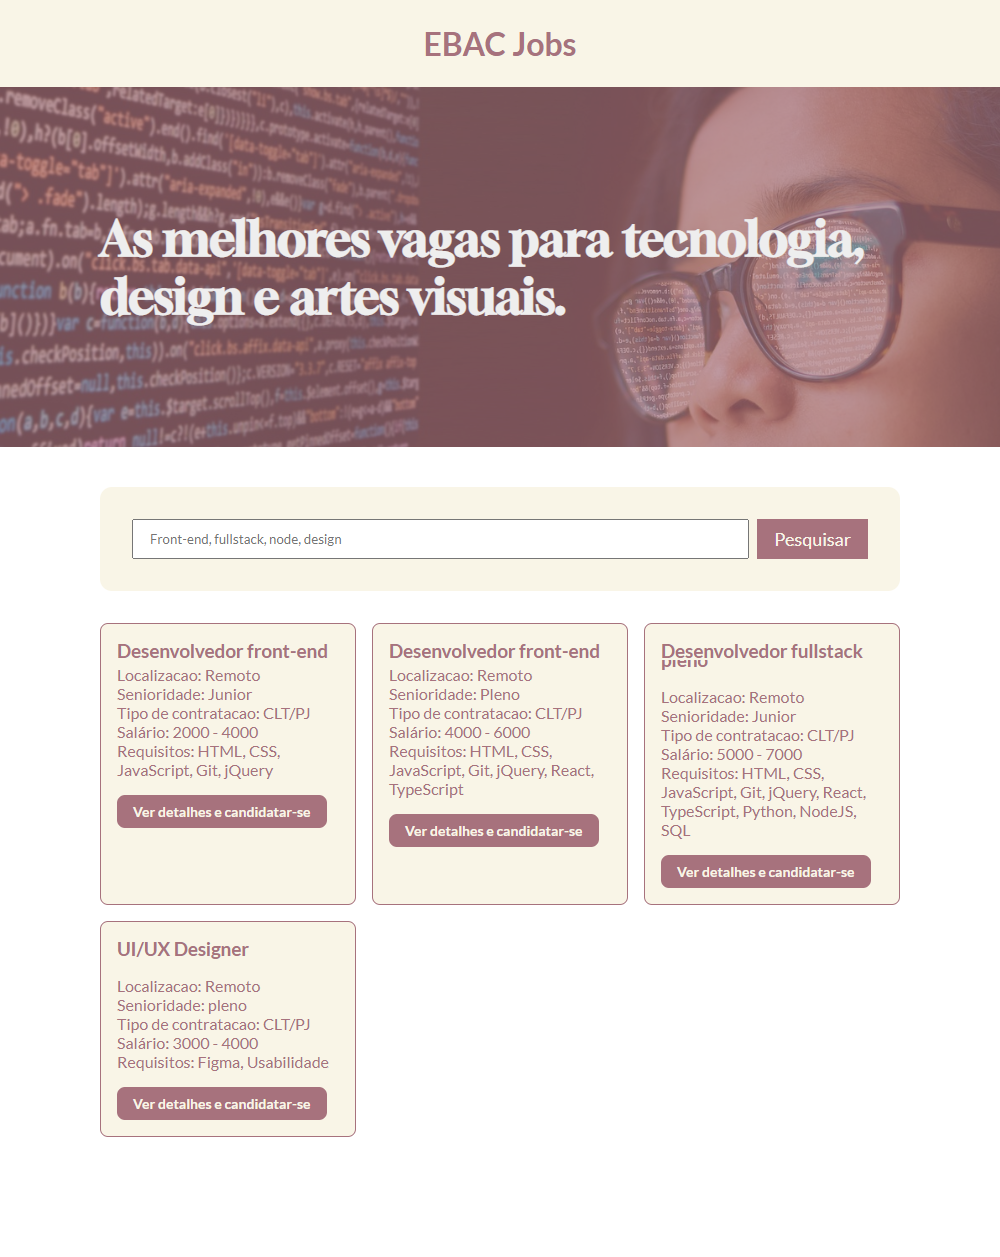 EBAC Jobs
As melhores vagas para tecnologia,
design e artes visuais.
Front-end, fullstack, node, design
Pesquisar
Desenvolvedor front-end
Localizacao: Remoto
Senioridade: Junior
Tipo de contratacao: CLT/PJ
Salário: 2000 - 4000
Requisitos: HTML, CSS,
JavaScript, Git, jQuery
Ver detalhes e candidatar-se
Desenvolvedor front-end
Localizacao: Remoto
Senioridade: Pleno
Tipo de contratacao: CLT/PJ
Salário: 4000 - 6000
Requisitos: HTML, CSS,
JavaScript, Git, jQuery, React,
TypeScript
Ver detalhes e candidatar-se
Desenvolvedor fullstack
pleno
Localizacao: Remoto
Senioridade: Junior
Tipo de contratacao: CLT/PJ
Salário: 5000 - 7000
Requisitos: HTML, CSS,
JavaScript, Git, jQuery, React,
TypeScript, Python, NodeJS,
SQL
Ver detalhes e candidatar-se
UI/UX Designer
Localizacao: Remoto
Senioridade: pleno
Tipo de contratacao: CLT/PJ
Salário: 3000 - 4000
Requisitos: Figma, Usabilidade
Ver detalhes e candidatar-se